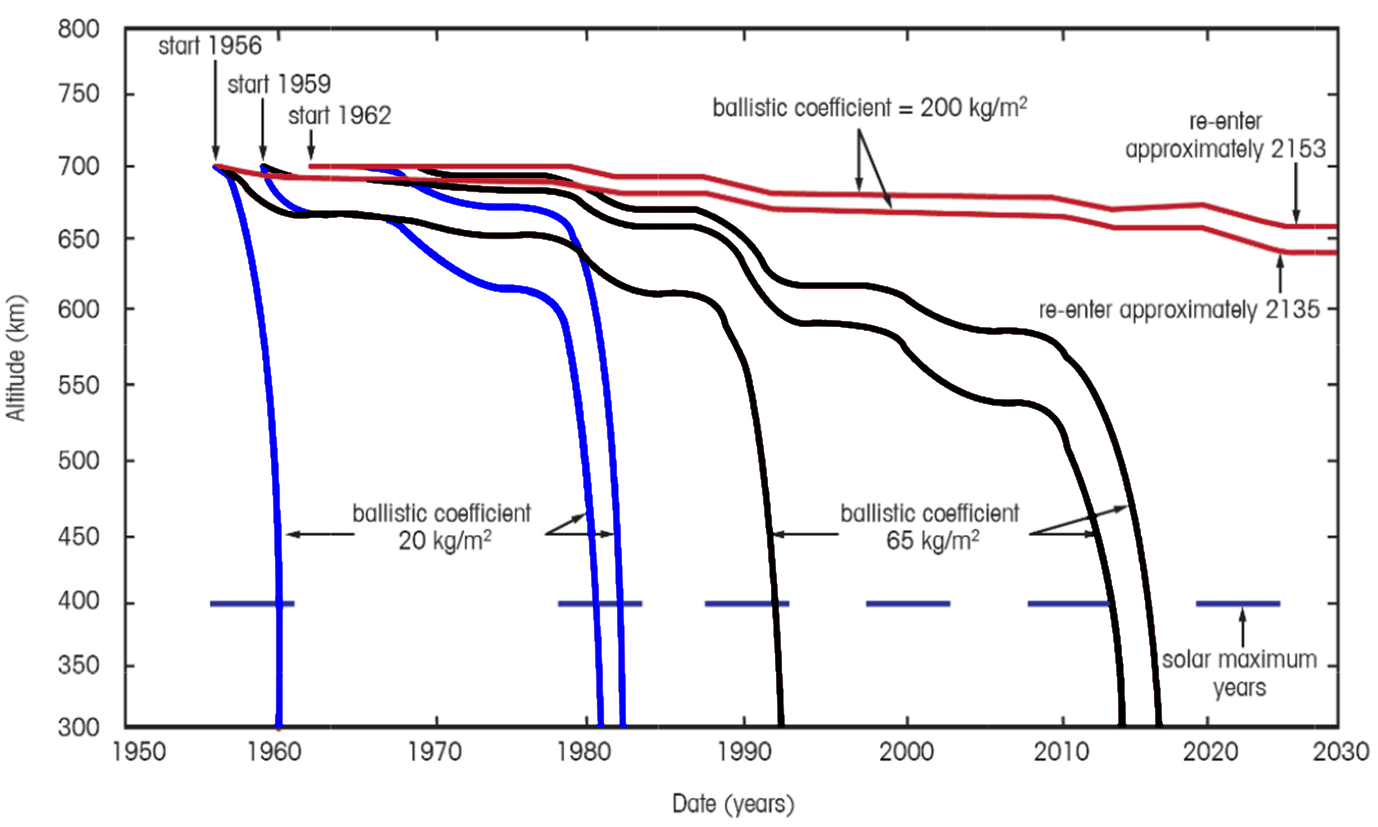 800
start 1956
750
start 1959
start 1962
ballistic coefficient = 200 kg/m²
re-enter
approximately 2153
700
650
600
re-enter approximately 2135
Altitude (km)
550
500
ballistic coefficient
20 kg/m²
ballistic coefficient
65 kg/m²
450
400
350
solar maximum
years
300
1950 1960 1970 1980 1990 2000 2010 2020 2030
Date (years)